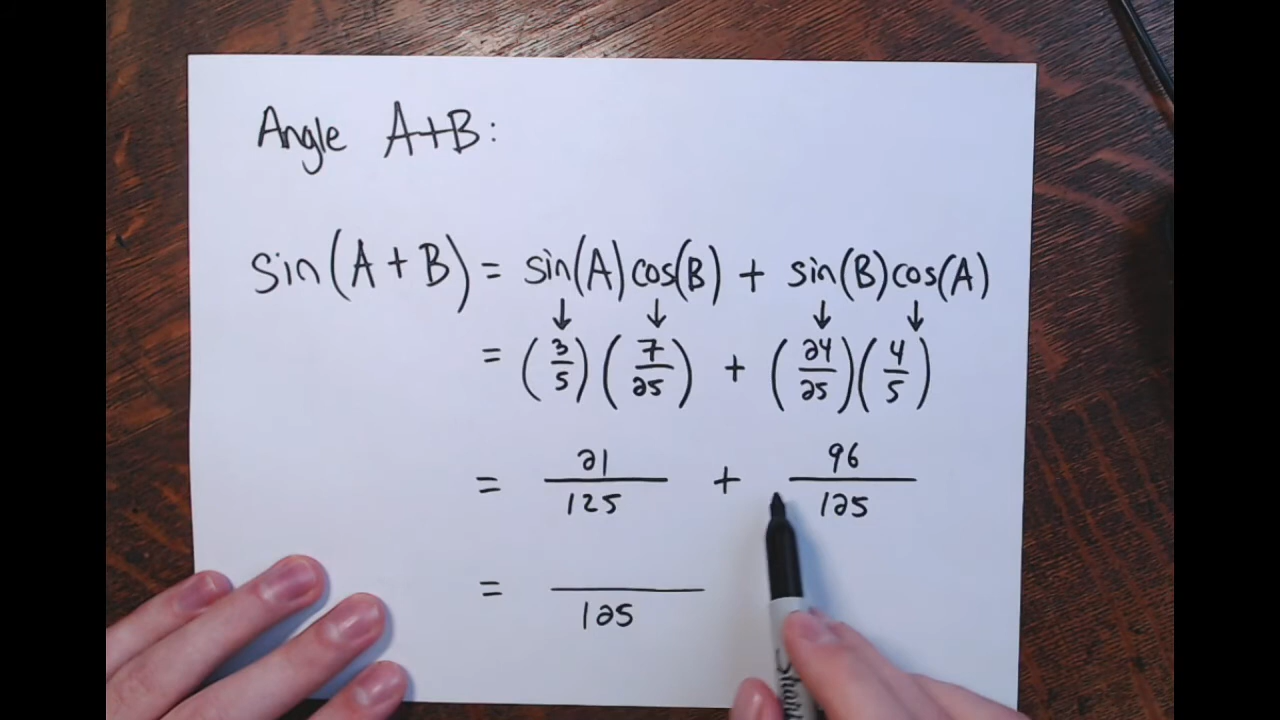 Angle A+B:
sin(A+B) = sin(A)cos(B) + sin(B)cos(A)
↓ ↓ ↓ ↓
= (3/5)(7/25) + (24/25)(4/5)
= 21/125 + 96/125
= /125